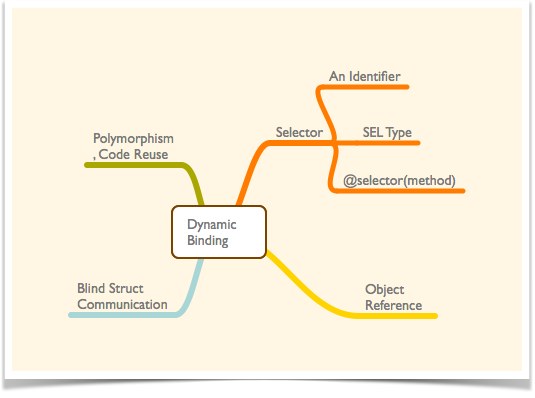 An Identifier
Selector
SEL Type
@selector(method)
Polymorphism
, Code Reuse
Dynamic
Binding
Blind Struct
Communication
Object
Reference